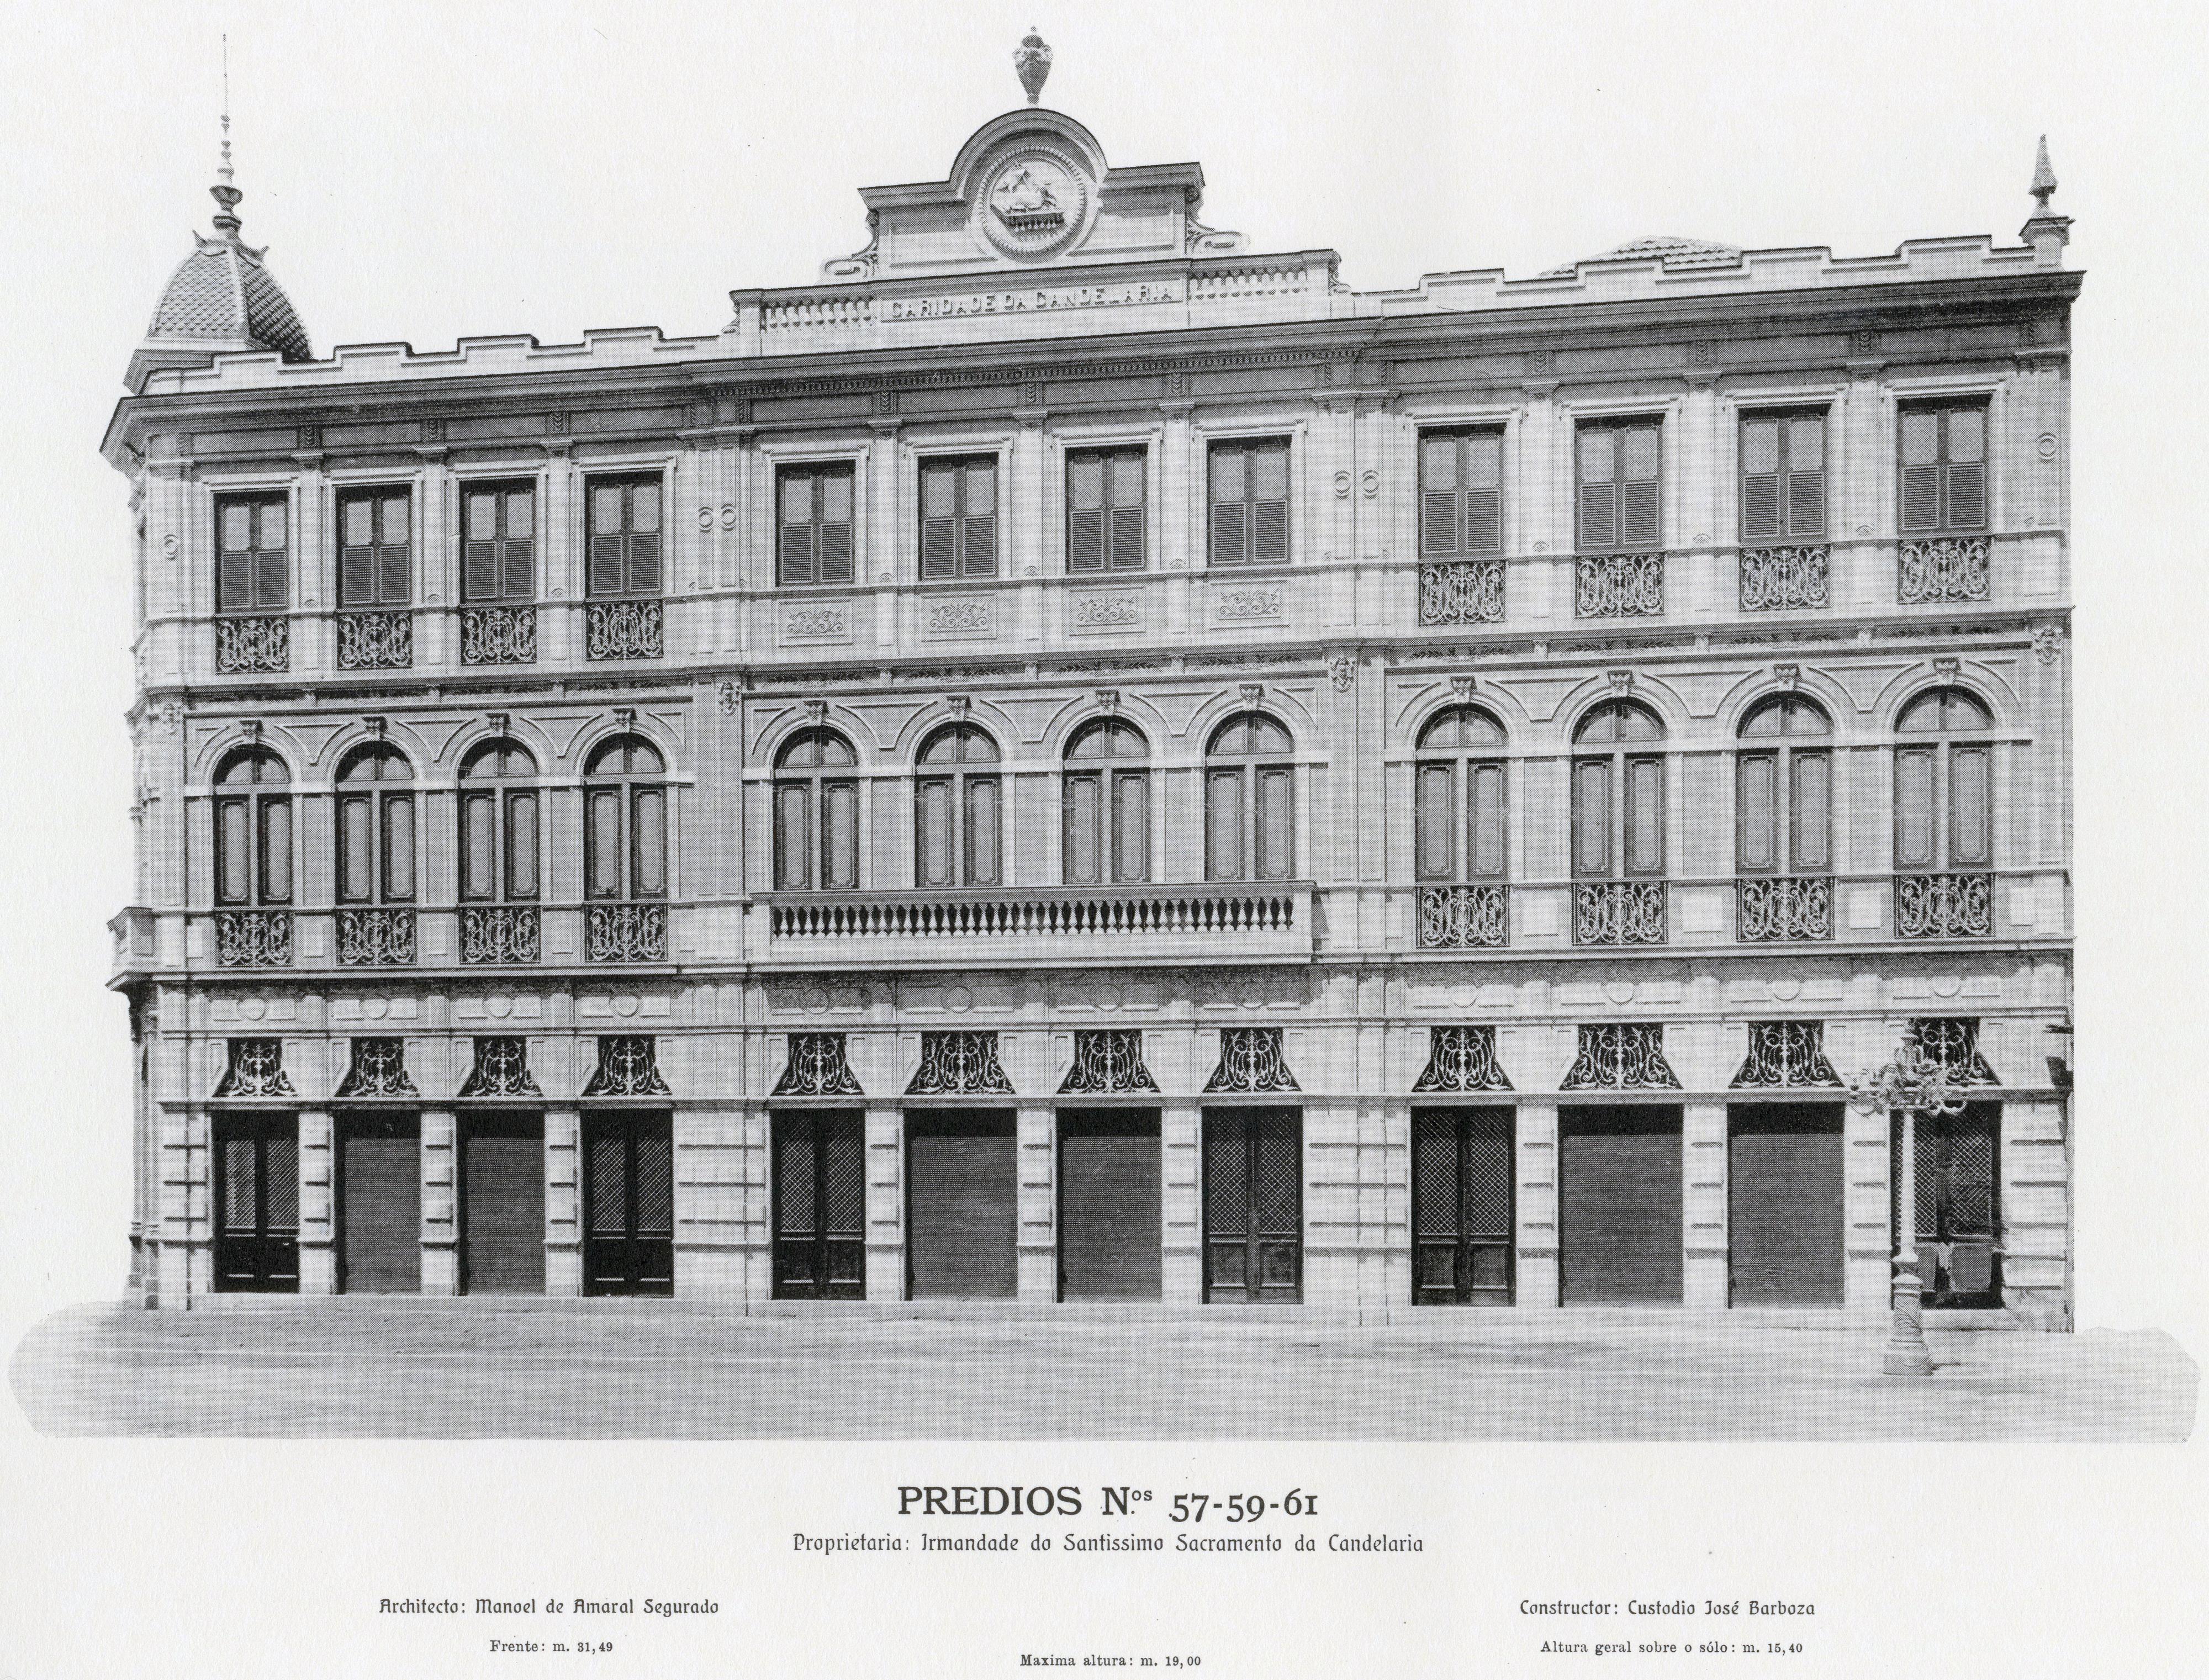 CARIDADE DA CANDELARIA
PREDIOS N.os 57-59-61
Proprietaria: Irmandade do Santissimo Sacramento da Candelaria
Architecto: Manoel de Amaral Segurado
Constructor: Custodio José Barboza
Frente: m. 31,49
Altura geral sobre o sólo: m. 15,40
Maxima altura: m. 19,00